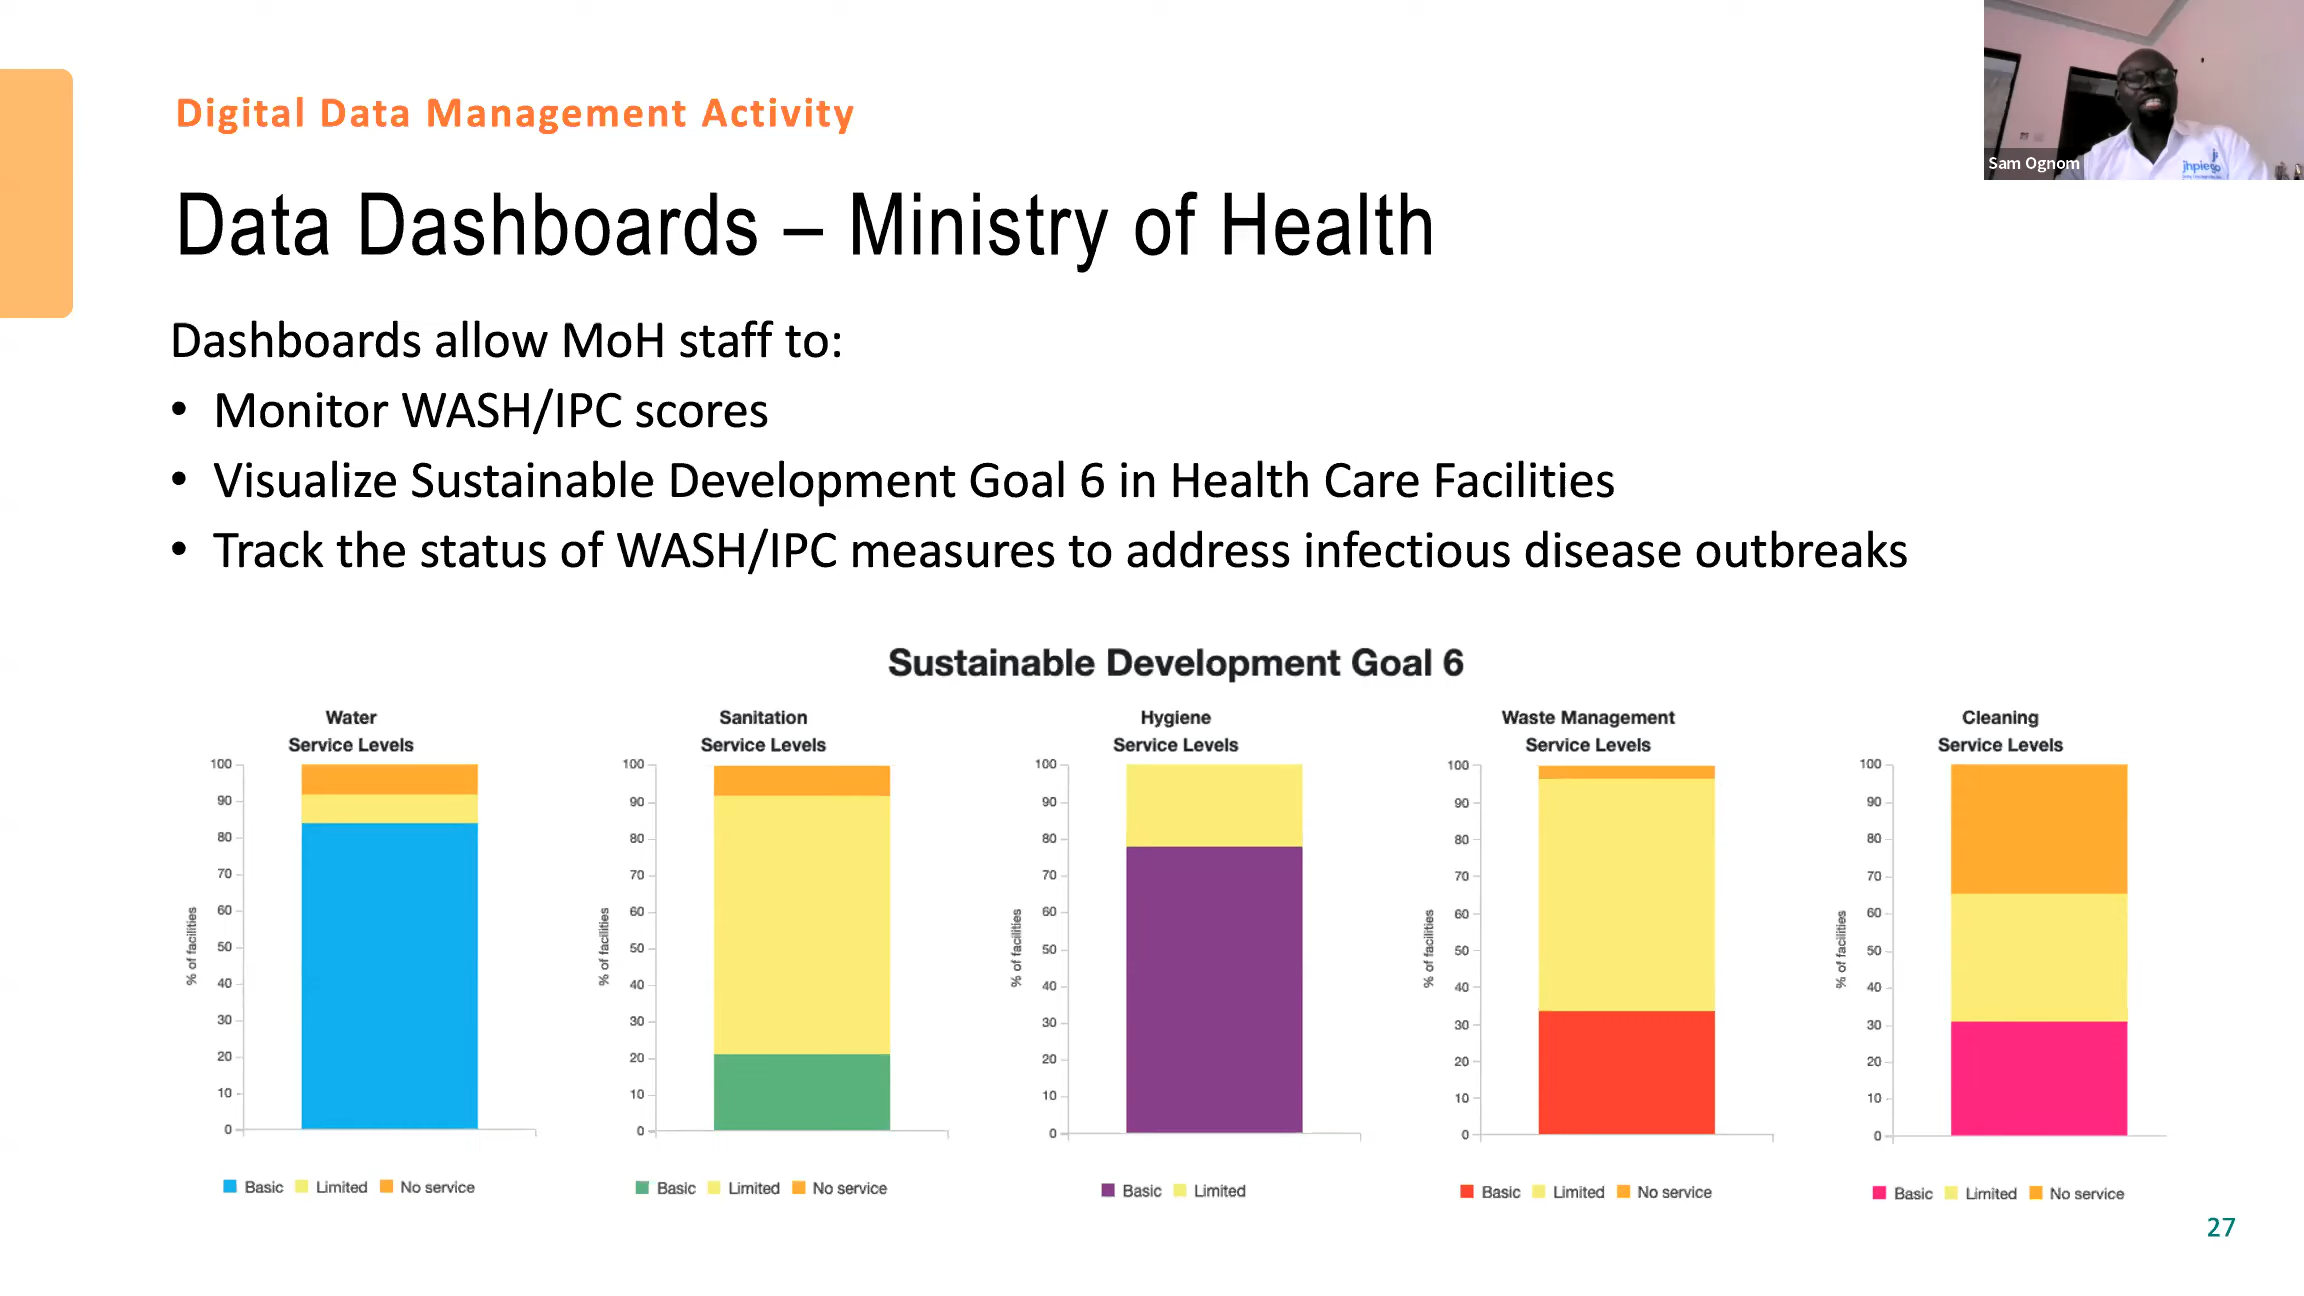 Digital Data Management Activity
Sam Ognom
jhpiego
Data Dashboards – Ministry of Health
Dashboards allow MoH staff to:
• Monitor WASH/IPC scores
• Visualize Sustainable Development Goal 6 in Health Care Facilities
• Track the status of WASH/IPC measures to address infectious disease outbreaks
Sustainable Development Goal 6
Water
Service Levels
100
90
80
70
60
50
40
30
20
10
0
% of facilities
Basic Limited No service
Sanitation
Service Levels
100
90
80
70
60
50
40
30
20
10
0
% of facilities
Basic Limited No service
Hygiene
Service Levels
100
90
80
70
60
50
40
30
20
10
0
% of facilities
Basic Limited
Waste Management
Service Levels
100
90
80
70
60
50
40
30
20
10
0
% of facilities
Basic Limited No service
Cleaning
Service Levels
100
90
80
70
60
50
40
30
20
10
0
% of facilities
Basic Limited No service
27